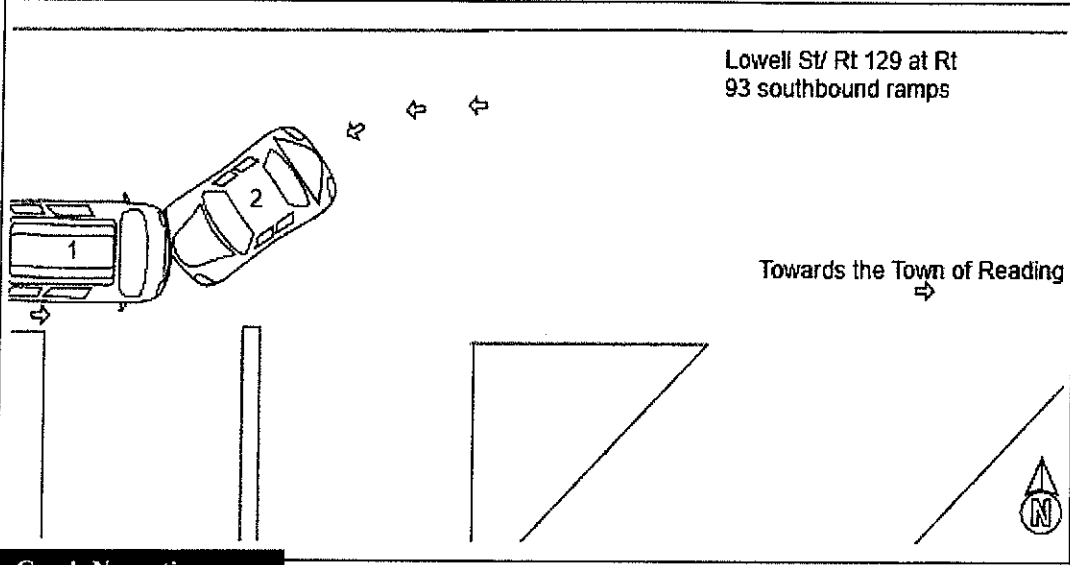 Lowell St/ Rt 129 at Rt
93 southbound ramps
2
1
Towards the Town of Reading
N